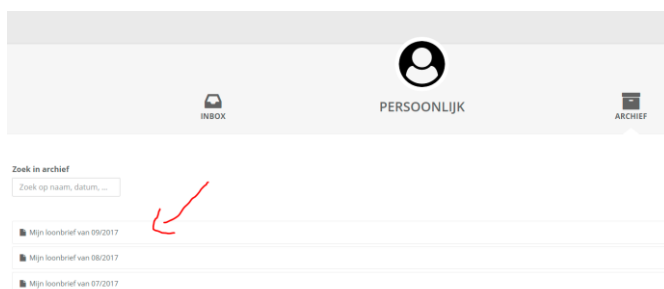 INBOX
PERSOONLIJK
ARCHIEF
Zoek in archief
Zoek op naam, datum, ...
Mijn loonbrief van 09/2017
Mijn loonbrief van 08/2017
Mijn loonbrief van 07/2017